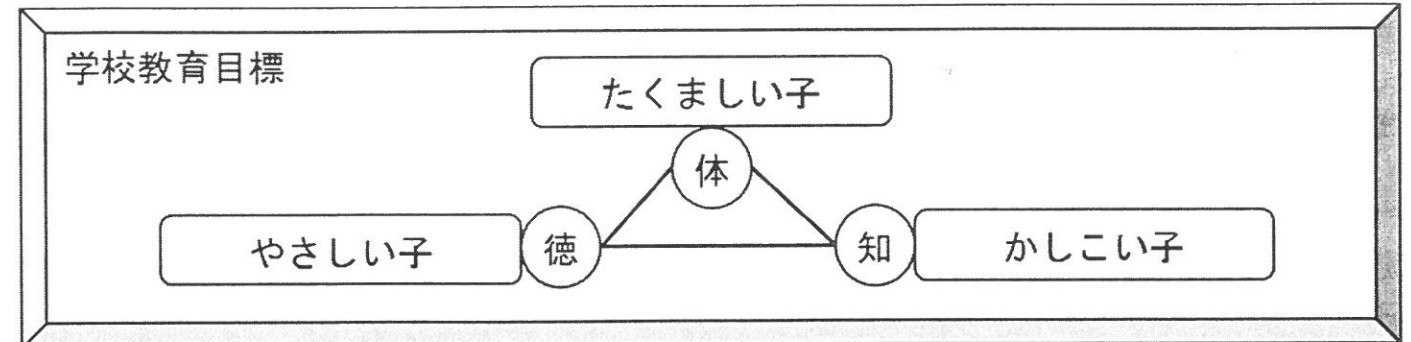 学校教育目標
たくましい子
体
やさしい子
徳
知
かしこい子